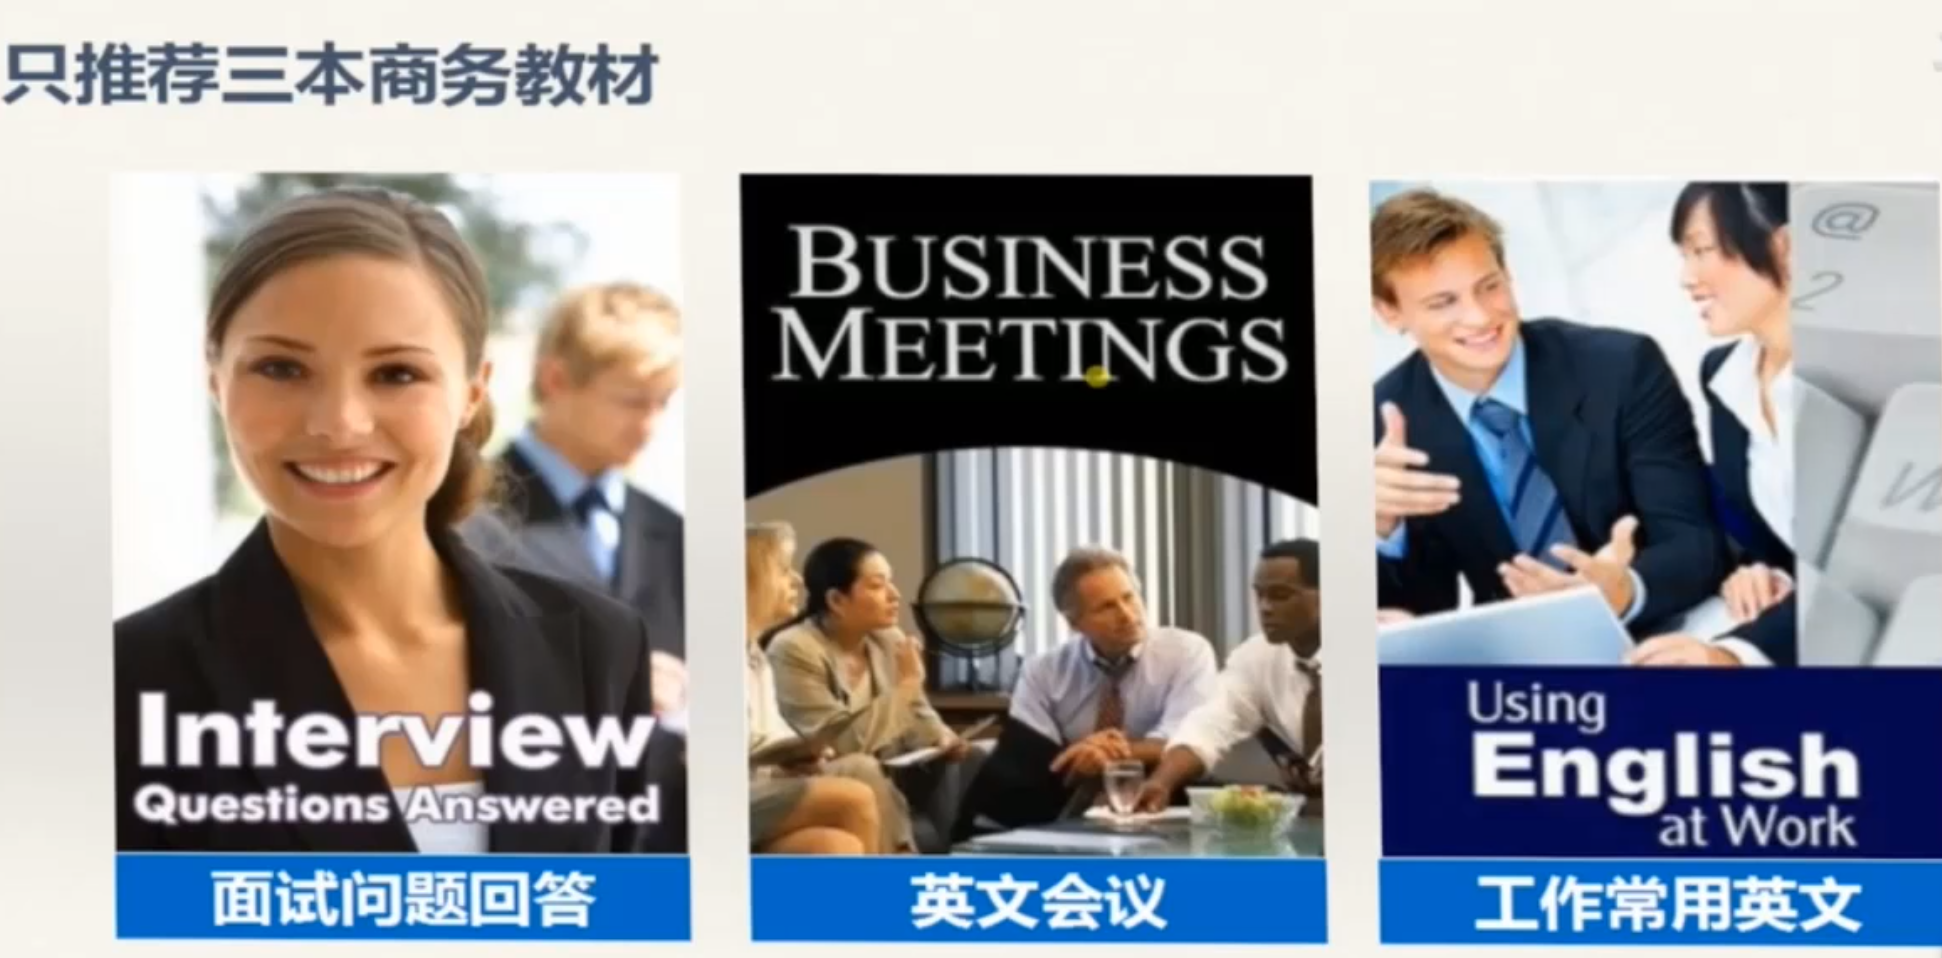 只推荐三本商务教材
Interview
Questions Answered
面试问题回答
BUSINESS
MEETINGS
英文会议
@
2
W
Using
English
at Work
工作常用英文